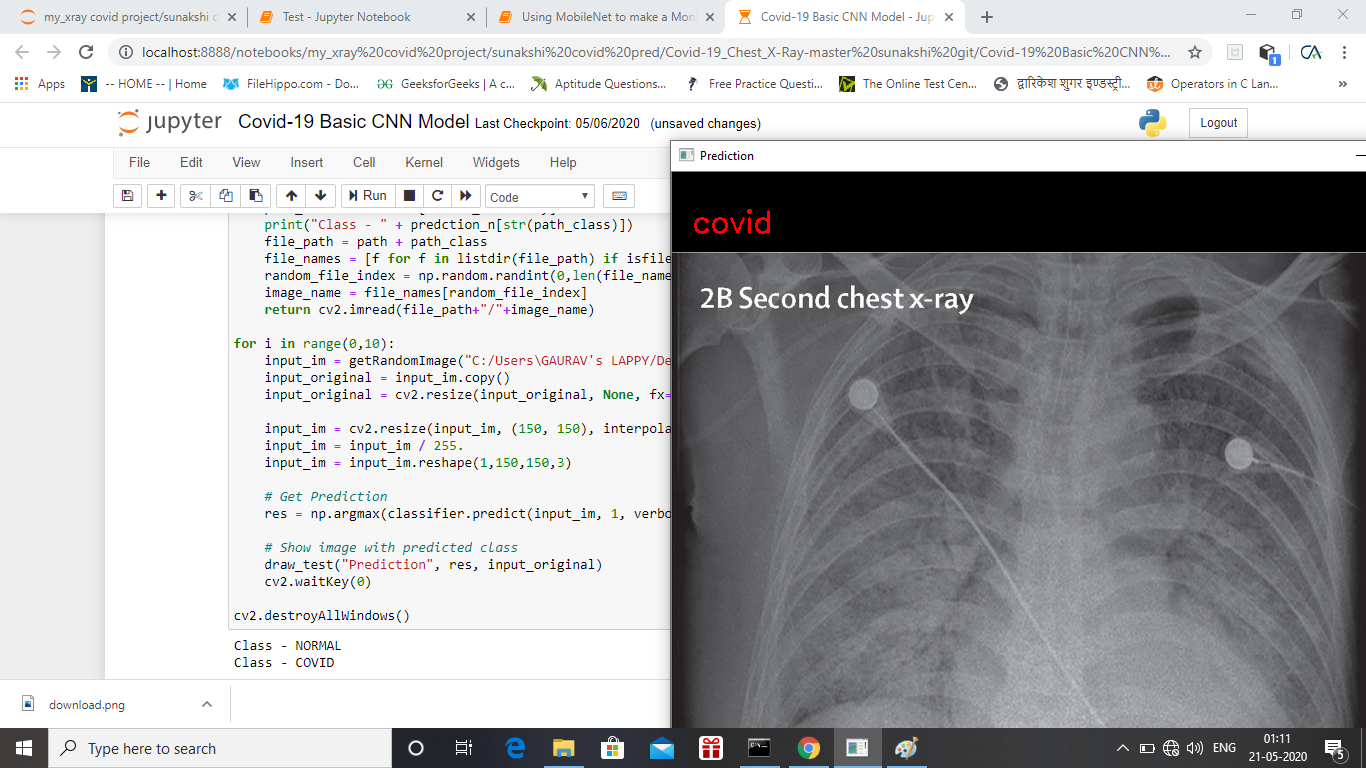 my_xray covid project/sunakshi c
Test - Jupyter Notebook
Using MobileNet to make a Mon
Covid-19 Basic CNN Model - Jup
localhost:8888/notebooks/my_xray%20covid%20project/sunakshi%20covid%20pred/Covid-19_Chest_X-Ray-master%20sunakshi%20git/Covid-19%20Basic%20CNN%...
1
CA
Apps
-- HOME -- | Home
FileHippo.com - Do...
GeeksforGeeks | A c...
Aptitude Questions...
Free Practice Questi...
The Online Test Cen...
द्वारिकेश शुगर इण्डस्ट्री...
Operators in C Lan...
»
jupyter Covid-19 Basic CNN Model Last Checkpoint: 05/06/2020 (unsaved changes)
Logout
File Edit View Insert Cell Kernel Widgets Help
Run
Code
print("Class - " + predction_n[str(path_class)])
file_path = path + path_class
file_names = [f for f in listdir(file_path) if isfile
random_file_index = np.random.randint(0,len(file_name
image_name = file_names[random_file_index]
return cv2.imread(file_path+"/"+image_name)
for i in range(0,10):
input_im = getRandomImage("C:/Users\GAURAV's LAPPY/De
input_original = input_im.copy()
input_original = cv2.resize(input_original, None, fx=
input_im = cv2.resize(input_im, (150, 150), interpola
input_im = input_im / 255.
input_im = input_im.reshape(1,150,150,3)
# Get Prediction
res = np.argmax(classifier.predict(input_im, 1, verbo
# Show image with predicted class
draw_test("Prediction", res, input_original)
cv2.waitKey(0)
cv2.destroyAllWindows()
Class - NORMAL
Class - COVID
Prediction
covid
2B Second chest x-ray
download.png
Type here to search
ENG
01:11
21-05-2020
5